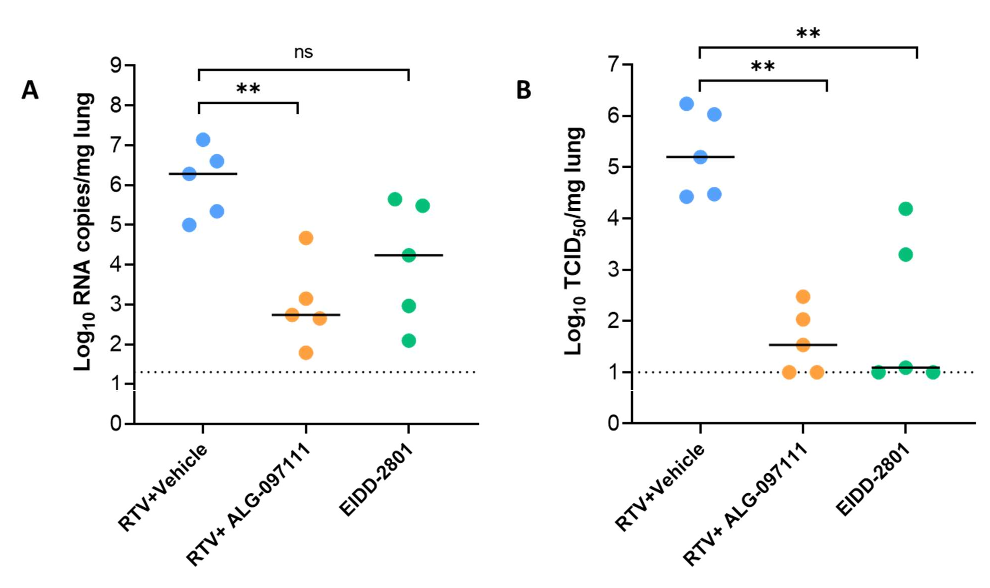 A
Log10 RNA copies/mg lung
9
8
7
6
5
4
3
2
1
0
ns
**
RTV+Vehicle
RTV+ ALG-097111
EIDD-2801
B
Log10 TCID50/mg lung
7
6
5
4
3
2
1
0
**
**
RTV+Vehicle
RTV+ ALG-097111
EIDD-2801